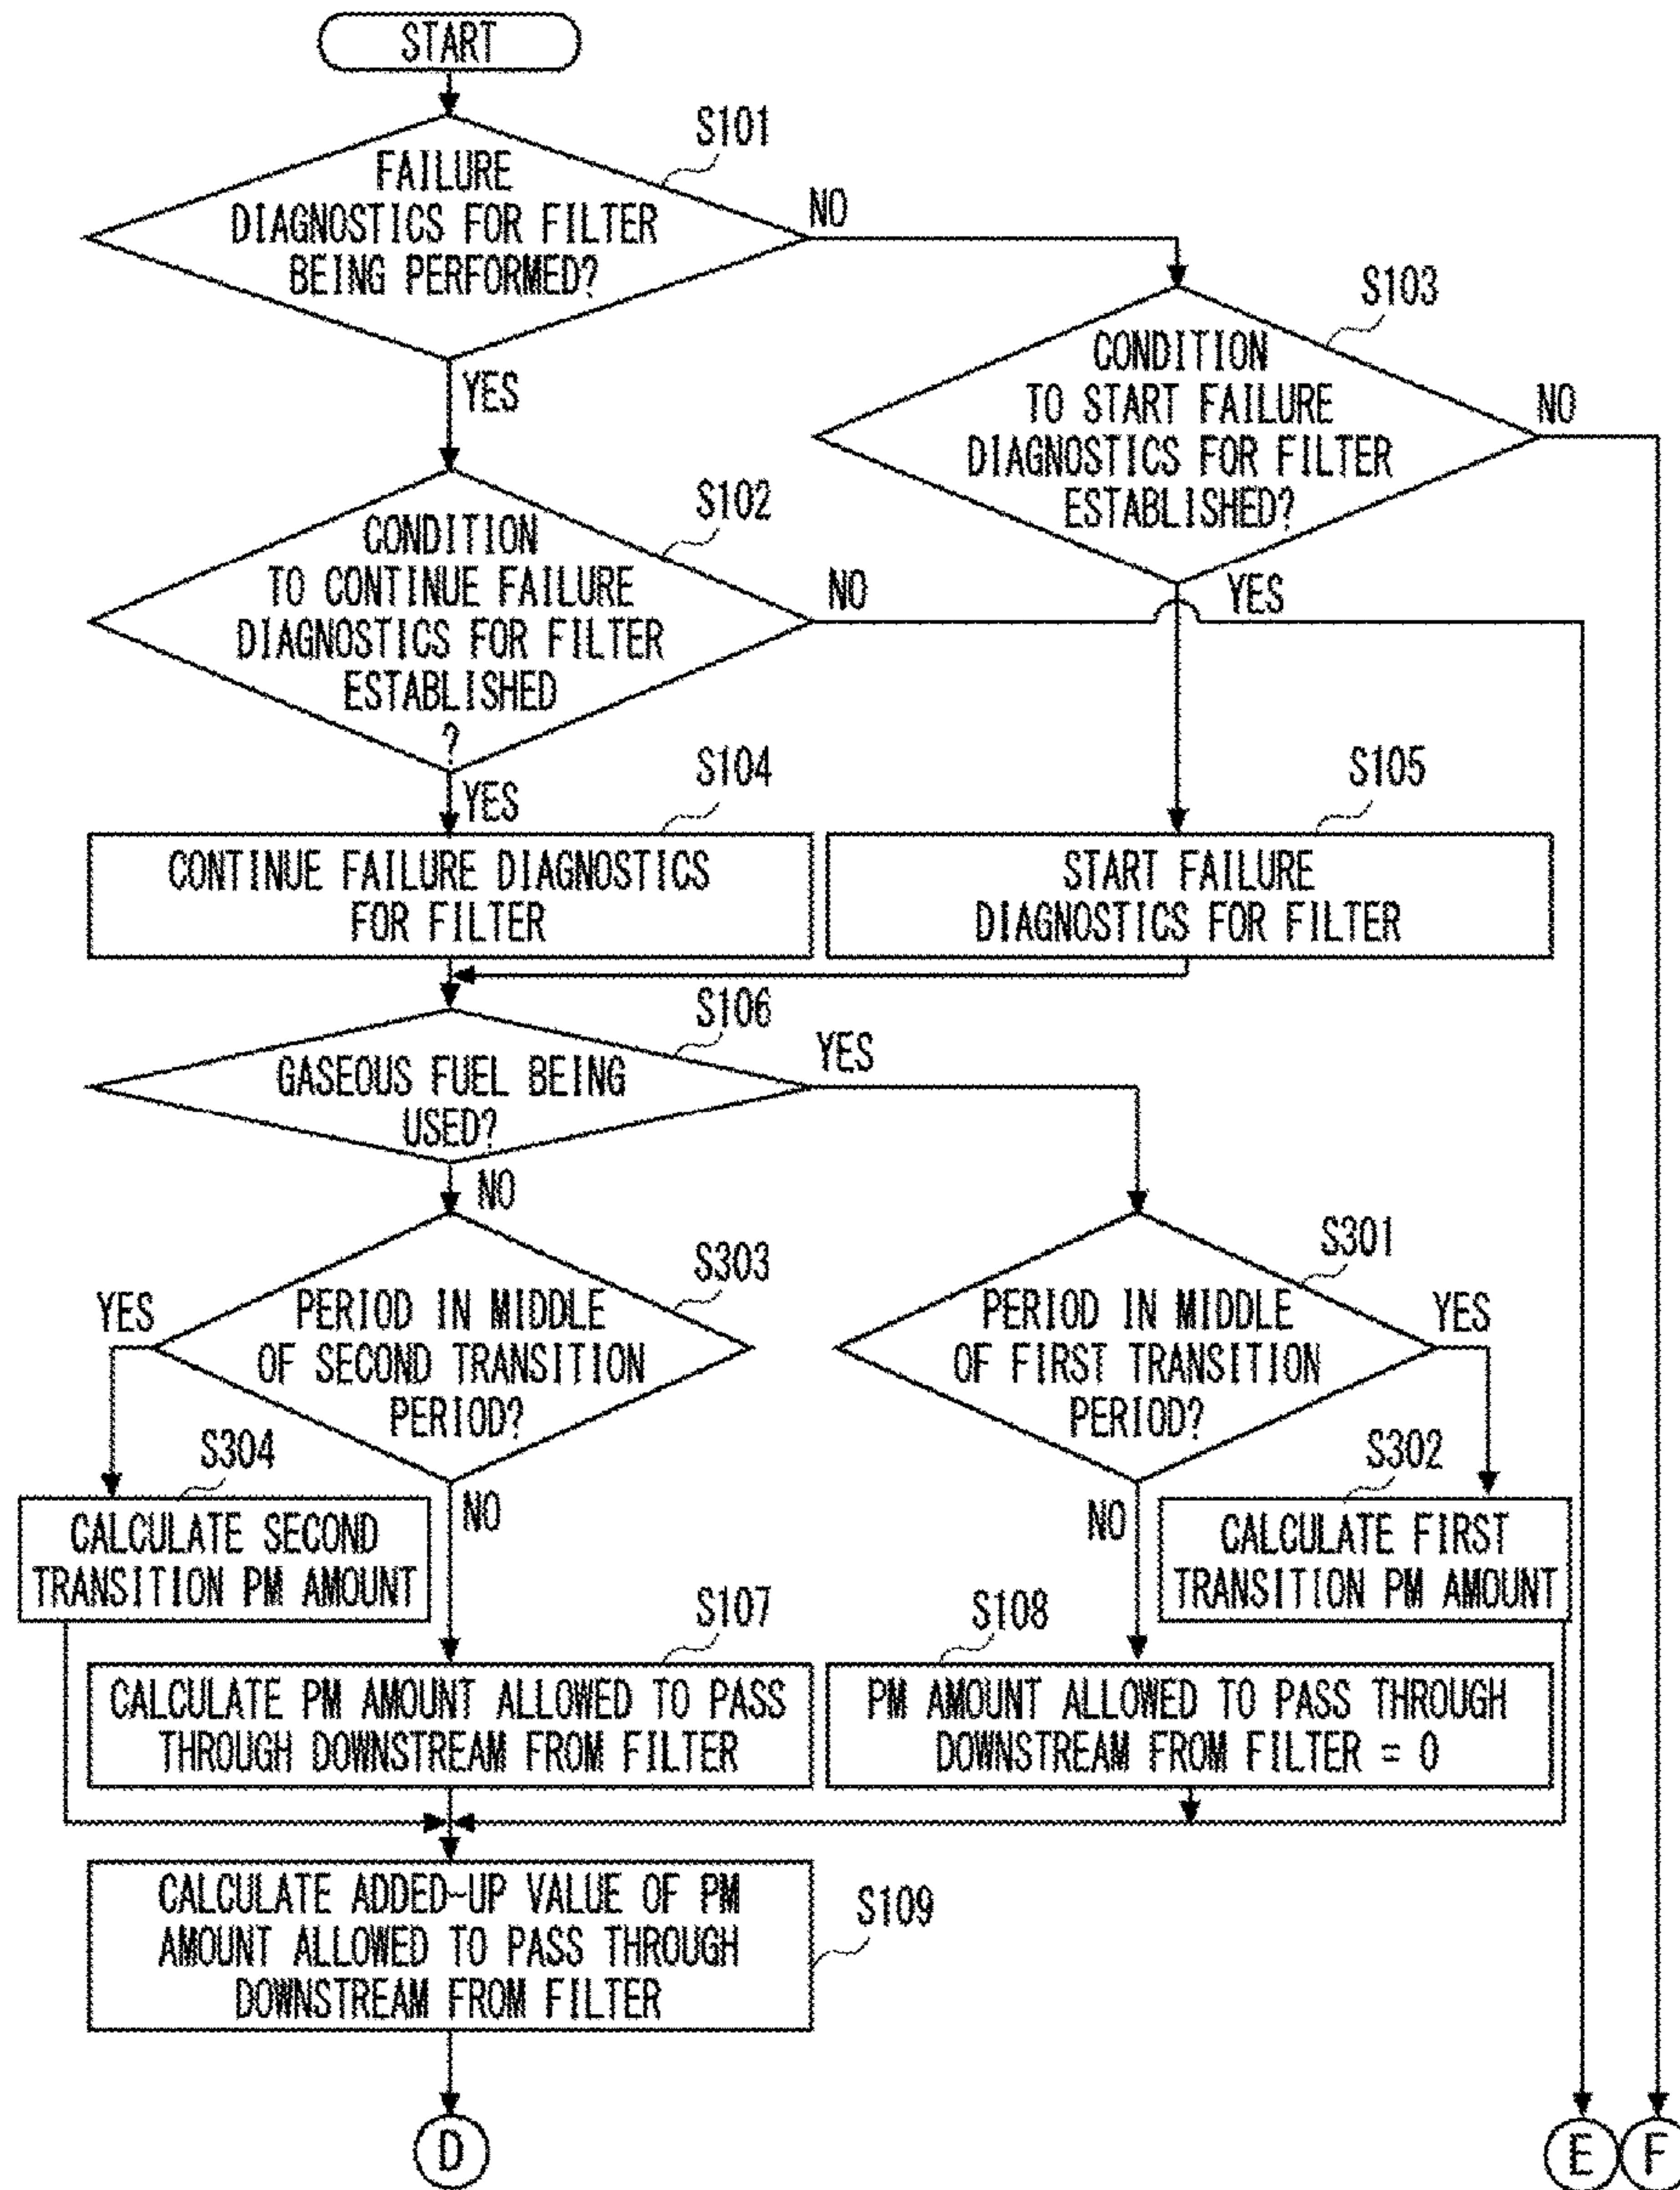 START
S101
FAILURE
DIAGNOSTICS FOR FILTER
BEING PERFORMED?
NO
YES
S103
CONDITION
TO START FAILURE
DIAGNOSTICS FOR FILTER
ESTABLISHED?
NO
YES
S102
CONDITION
TO CONTINUE FAILURE
DIAGNOSTICS FOR FILTER
ESTABLISHED
?
NO
YES
S104
CONTINUE FAILURE DIAGNOSTICS
FOR FILTER
S105
START FAILURE
DIAGNOSTICS FOR FILTER
S106
GASEOUS FUEL BEING
USED?
YES
NO
S303
PERIOD IN MIDDLE
OF SECOND TRANSITION
PERIOD?
YES
NO
S301
PERIOD IN MIDDLE
OF FIRST TRANSITION
PERIOD?
YES
NO
S304
CALCULATE SECOND
TRANSITION PM AMOUNT
S302
CALCULATE FIRST
TRANSITION PM AMOUNT
S107
CALCULATE PM AMOUNT ALLOWED TO PASS
THROUGH DOWNSTREAM FROM FILTER
S108
PM AMOUNT ALLOWED TO PASS THROUGH
DOWNSTREAM FROM FILTER = 0
CALCULATE ADDED-UP VALUE OF PM
AMOUNT ALLOWED TO PASS THROUGH
DOWNSTREAM FROM FILTER
S109
D
E
F